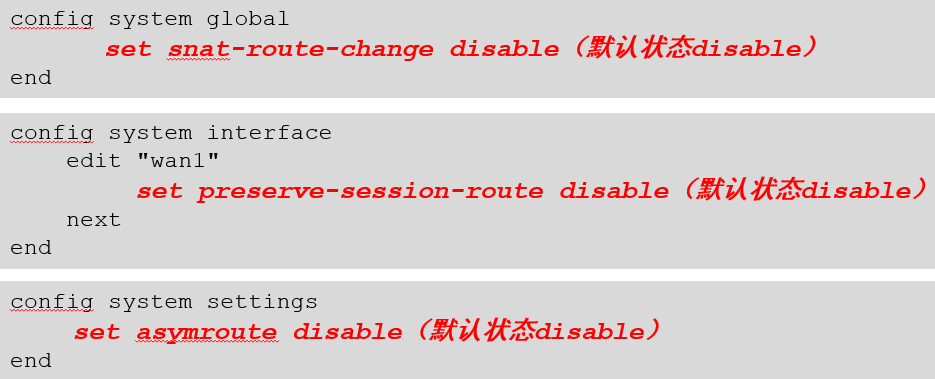 config system global
set snat-route-change disable（默认状态disable）
end
config system interface
edit "wan1"
set preserve-session-route disable（默认状态disable）
next
end
config system settings
set asymroute disable（默认状态disable）
end